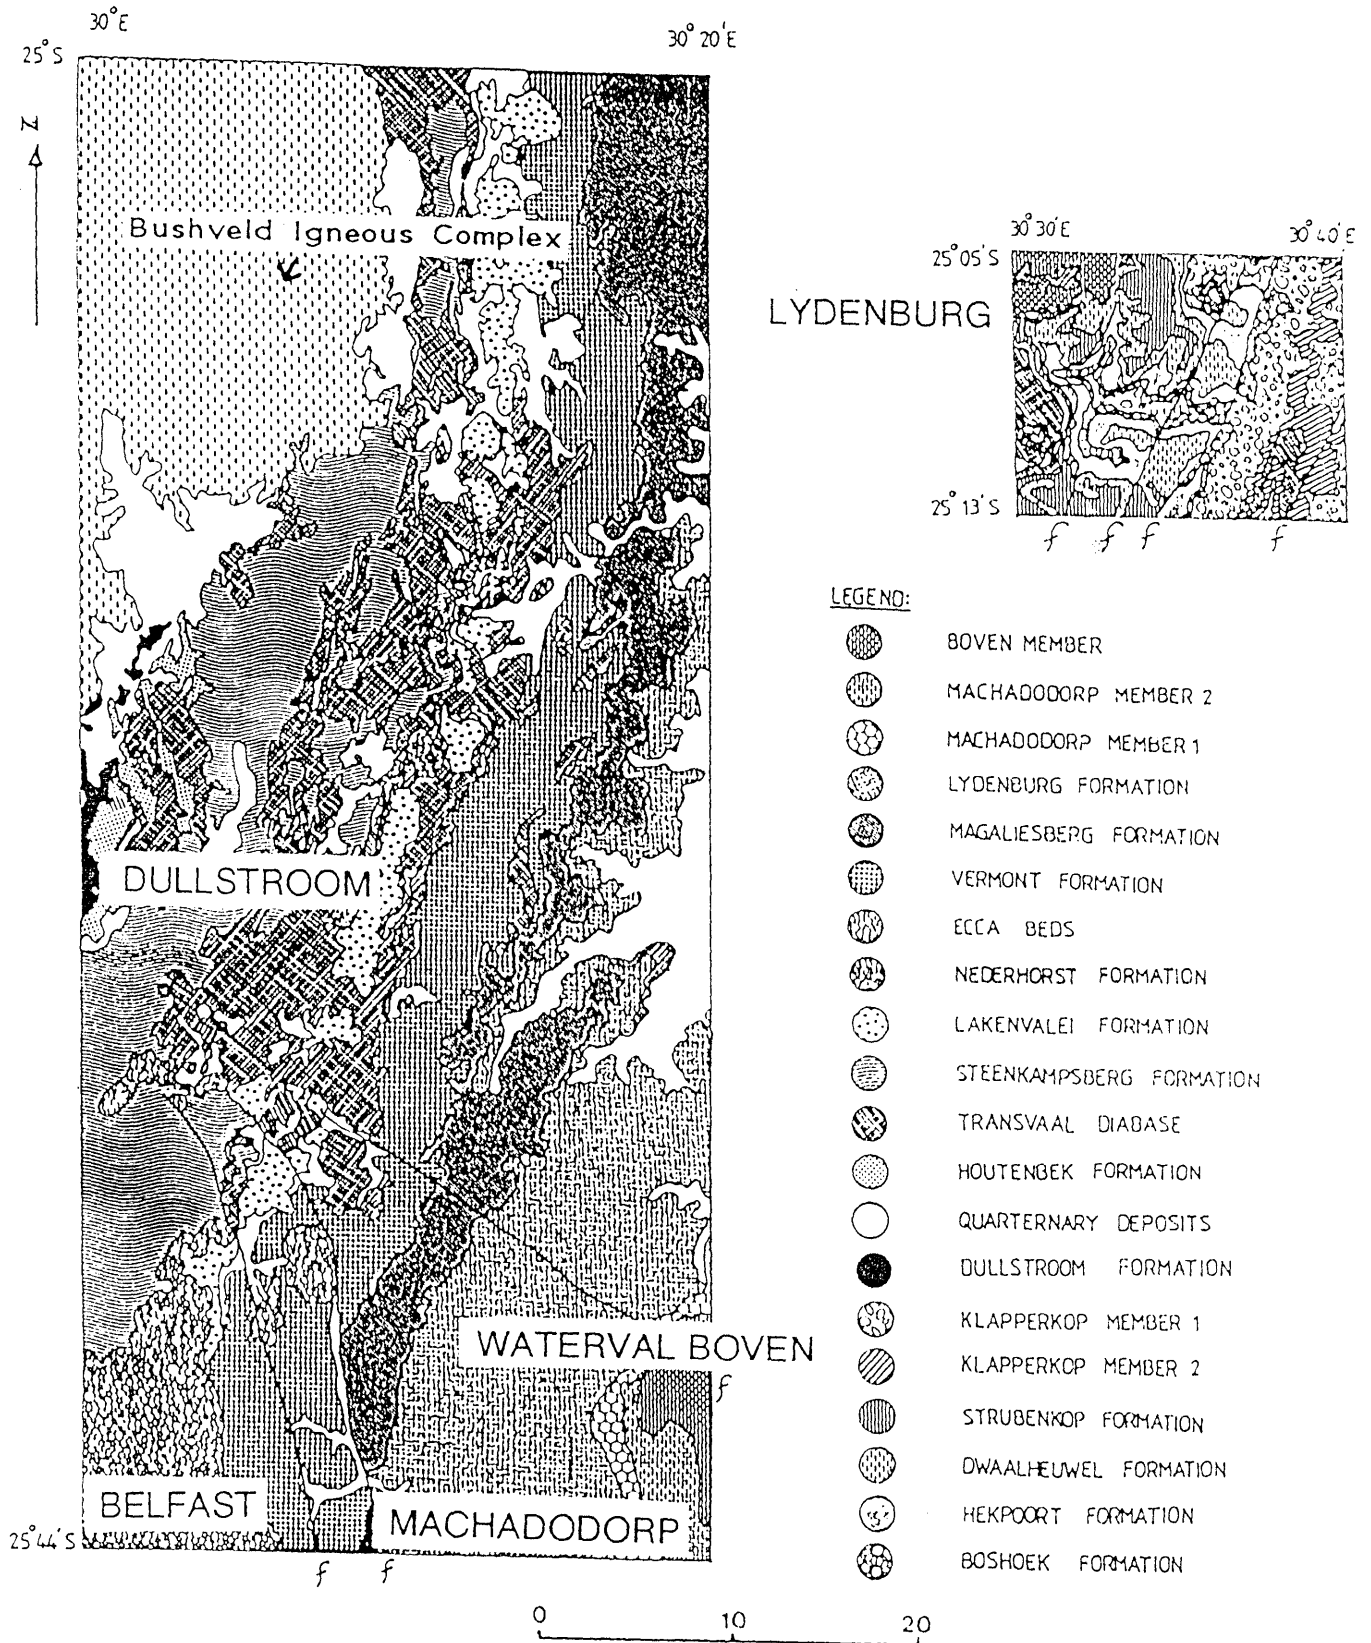 30°E
30°20'E
25°S
N
Bushveld Igneous Complex
30°30'E
30°40'E
25°05'S
LYDENBURG
25°13'S
f f f f
LEGEND:
BOVEN MEMBER
MACHADODORP MEMBER 2
MACHADODORP MEMBER 1
LYDENBURG FORMATION
MAGALIESBERG FORMATION
VERMONT FORMATION
ECCA BEDS
NEDERHORST FORMATION
LAKENVALEI FORMATION
STEENKAMPSBERG FORMATION
TRANSVAAL DIABASE
HOUTENBEK FORMATION
QUARTERNARY DEPOSITS
DULLSTROOM FORMATION
KLAPPERKOP MEMBER 1
KLAPPERKOP MEMBER 2
STRUBENKOP FORMATION
DWAALHEUWEL FORMATION
HEKPOORT FORMATION
BOSHOEK FORMATION
DULLSTROOM
WATERVAL BOVEN
f
BELFAST
MACHADODORP
25°44'S
f f
0 10 20